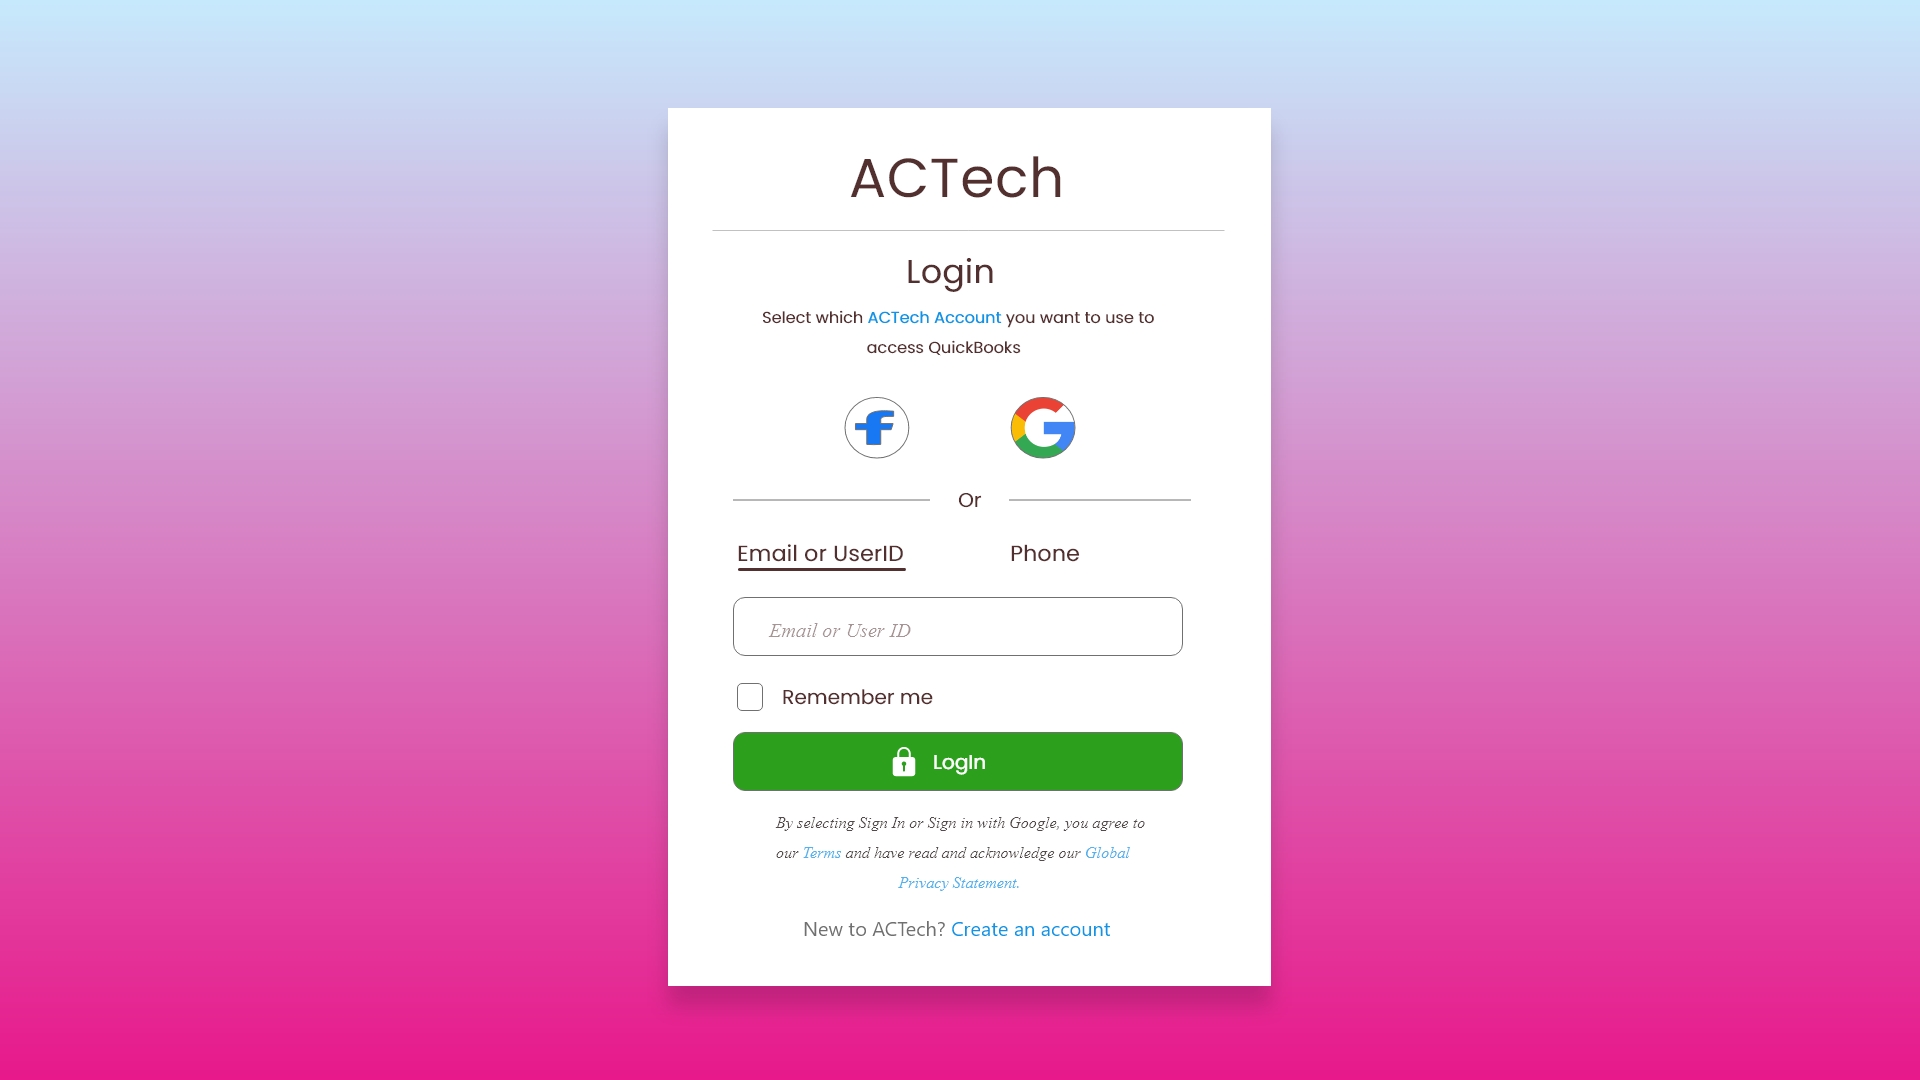 ACTech
Login
Select which ACTech Account you want to use to
access QuickBooks
Or
Email or UserID
Phone
Email or User ID
Remember me
LogIn
By selecting Sign In or Sign in with Google, you agree to
our Terms and have read and acknowledge our Global
Privacy Statement.
New to ACTech? Create an account